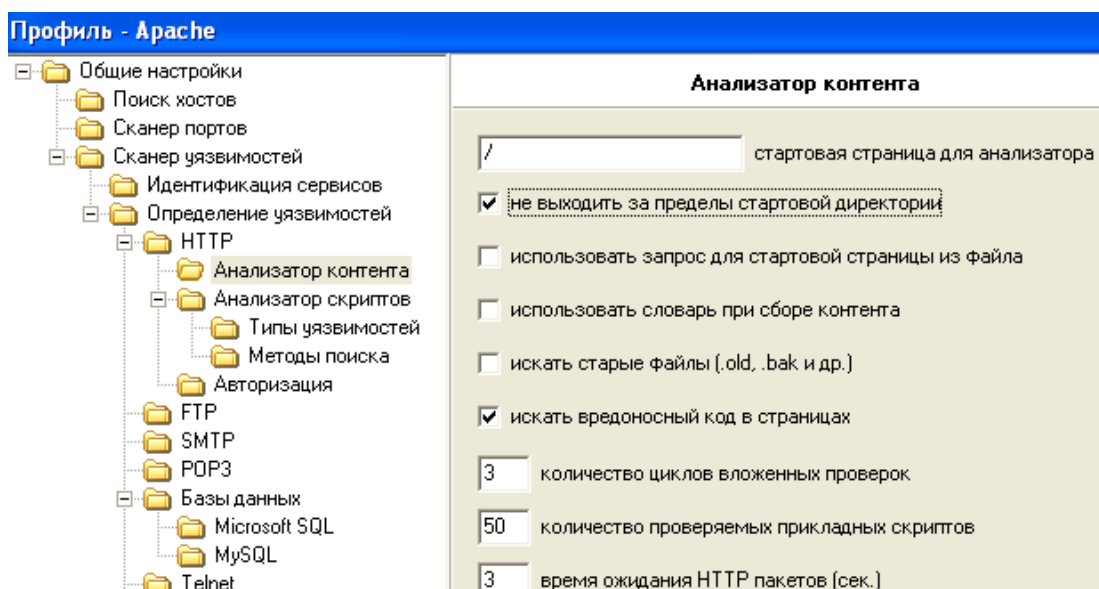 Профиль - Apache
Общие настройки
Поиск хостов
Сканер портов
Сканер уязвимостей
Идентификация сервисов
Определение уязвимостей
HTTP
Анализатор контента
Анализатор скриптов
Типы уязвимостей
Методы поиска
Авторизация
FTP
SMTP
POP3
Базы данных
Microsoft SQL
MySQL
Telnet
Анализатор контента
/ стартовая страница для анализатора
не выходить за пределы стартовой директории
использовать запрос для стартовой страницы из файла
использовать словарь при сборе контента
искать старые файлы (.old, .bak и др.)
искать вредоносный код в страницах
3 количество циклов вложенных проверок
50 количество проверяемых прикладных скриптов
3 время ожидания HTTP пакетов (сек.)